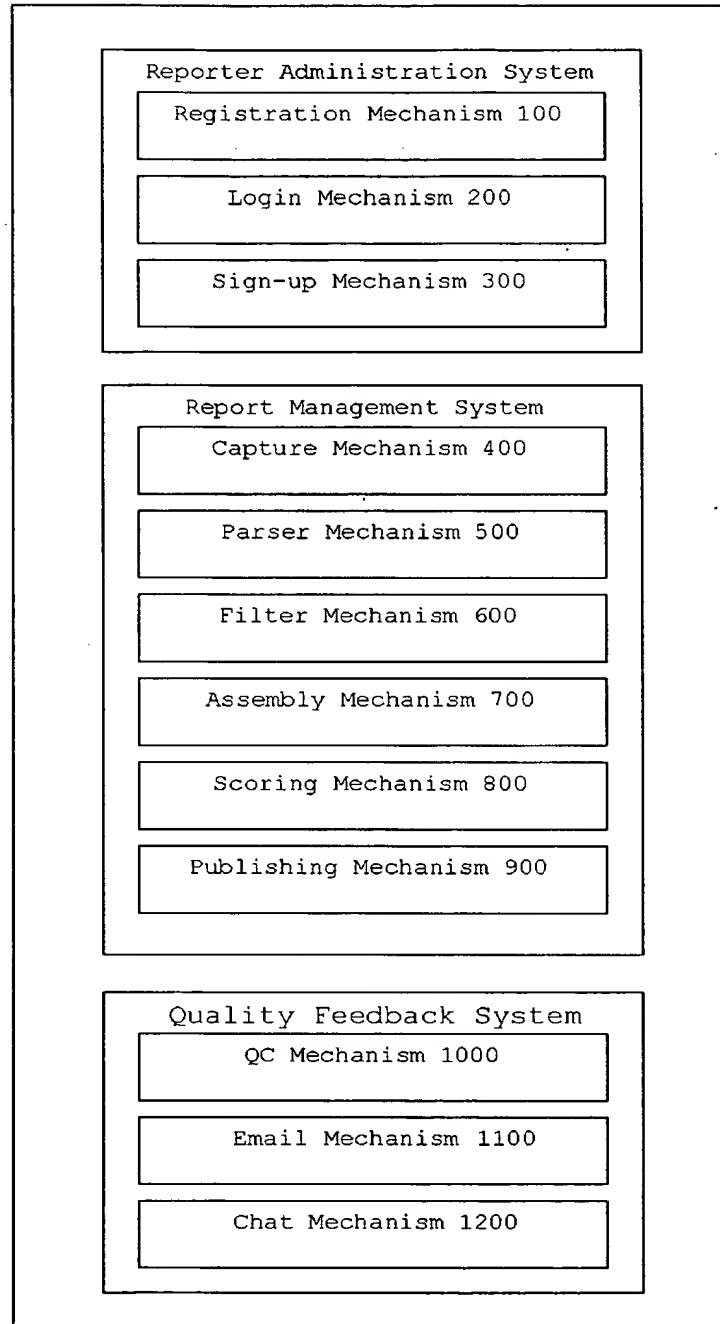 Reporter Administration System
Registration Mechanism 100
Login Mechanism 200
Sign-up Mechanism 300
Report Management System
Capture Mechanism 400
Parser Mechanism 500
Filter Mechanism 600
Assembly Mechanism 700
Scoring Mechanism 800
Publishing Mechanism 900
Quality Feedback System
QC Mechanism 1000
Email Mechanism 1100
Chat Mechanism 1200